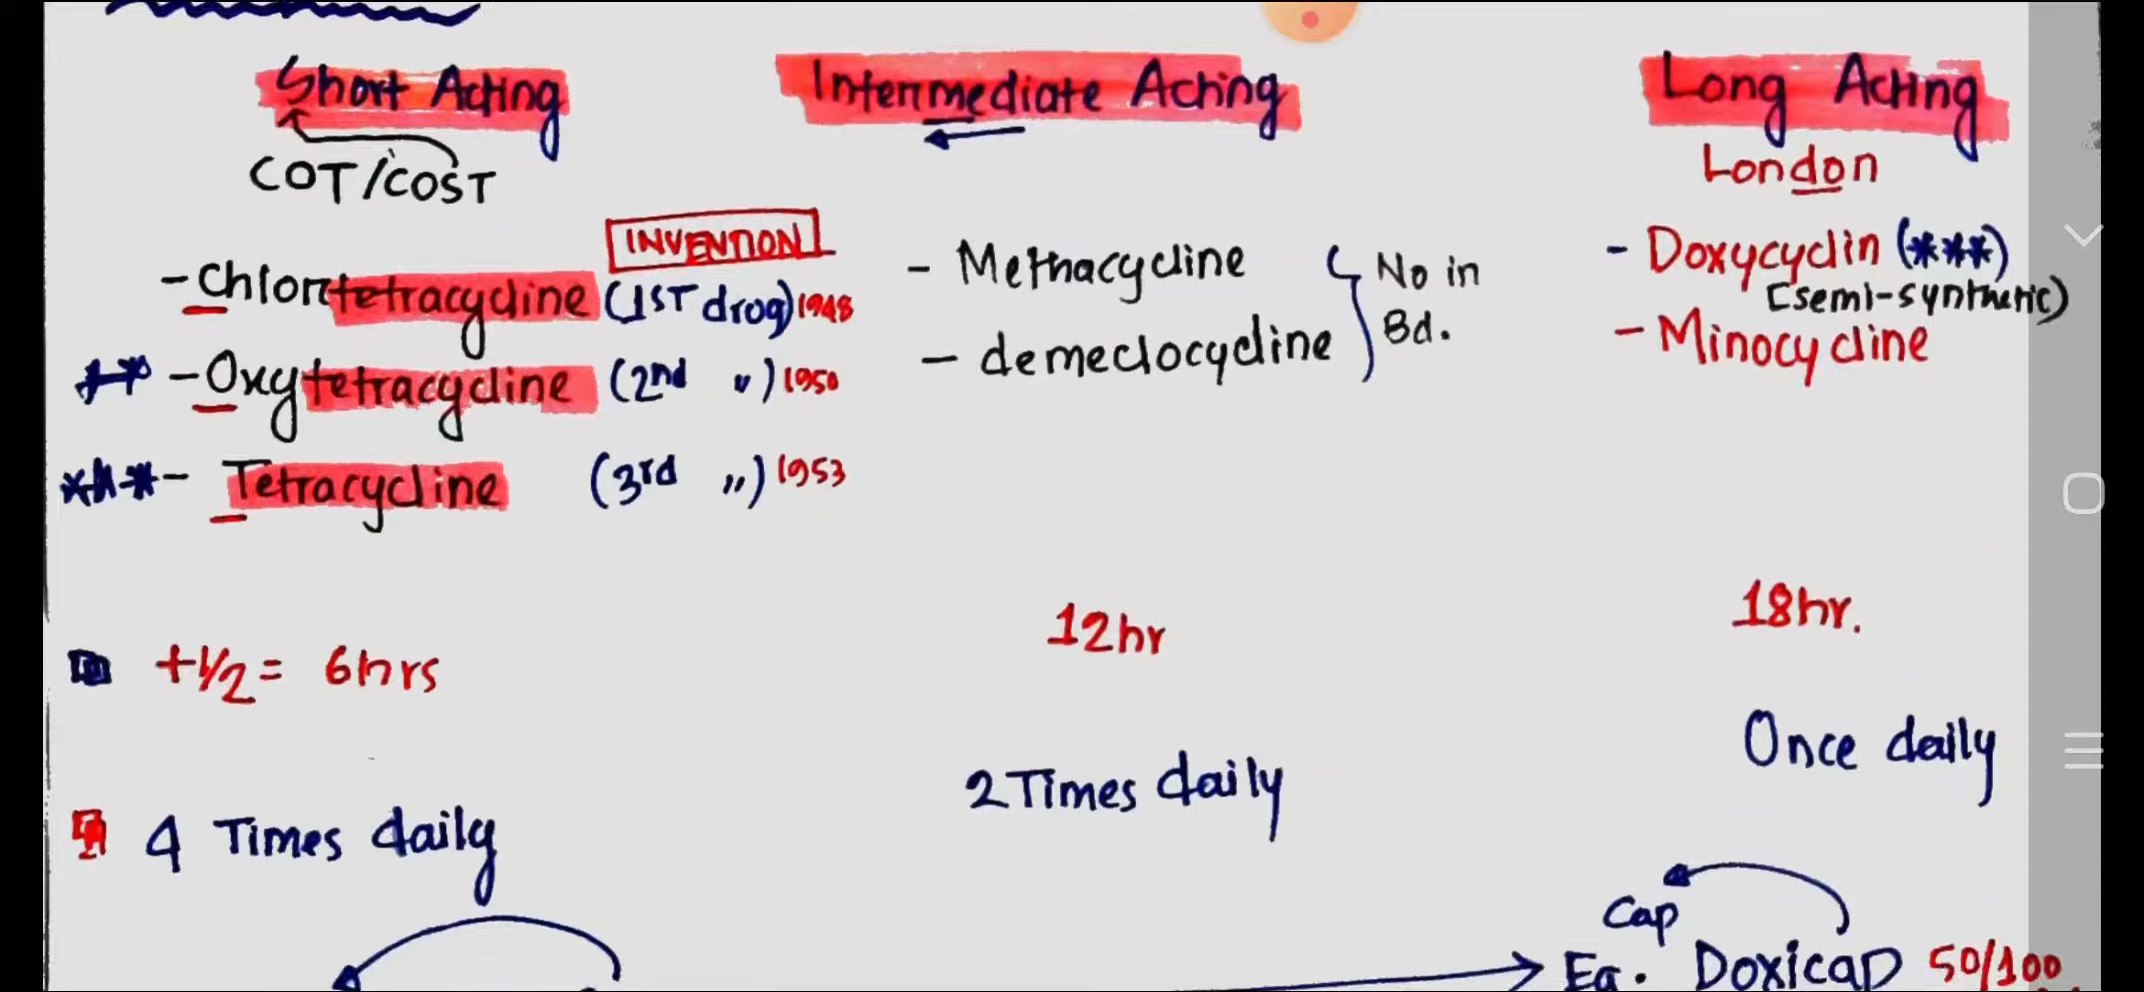 Short Acting
COT/COST
- Chlortetracycline (1ST drug) 1948
INVENTION
** - Oxytetracycline (2nd ") 1950
*** - Tetracycline (3rd ") 1953
t½ = 6hrs
4 Times daily
Intermediate Acting
- Methacycline
- demeclocycline
No in
Bd.
12hr
2 Times daily
Long Acting
London
- Doxycyclin (***)
[semi-synthetic)
- Minocycline
18hr.
Once daily
Cap
Eg. Doxicap 50/100